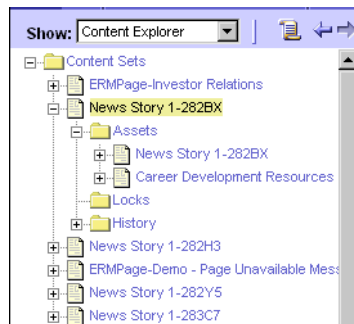 Show: Content Explorer
Content Sets
ERMPage-Investor Relations
News Story 1-282BX
Assets
News Story 1-282BX
Career Development Resources
Locks
History
News Story 1-282H3
ERMPage-Demo - Page Unavailable Mess
News Story 1-282Y5
News Story 1-283C7